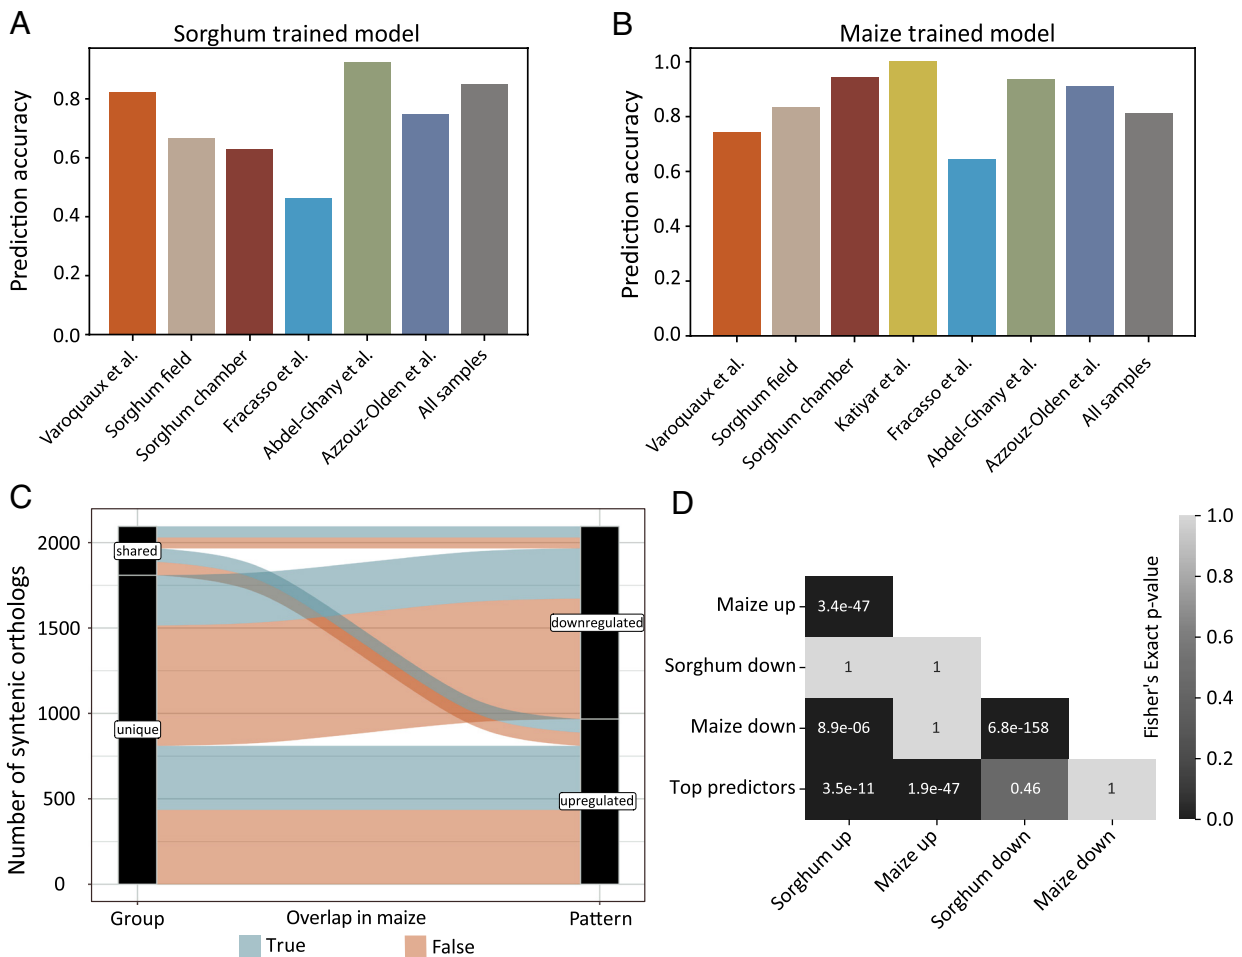 A
Sorghum trained model
Prediction accuracy
0.8
0.6
0.4
0.2
0.0
Varoquaux et al.
Sorghum field
Sorghum chamber
Fracasso et al.
Abdel-Ghany et al.
Azzouz-Olden et al.
All samples
B
Maize trained model
Prediction accuracy
1.0
0.8
0.6
0.4
0.2
0.0
Varoquaux et al.
Sorghum field
Sorghum chamber
Katiyar et al.
Fracasso et al.
Abdel-Ghany et al.
Azzouz-Olden et al.
All samples
C
Number of syntenic orthologs
2000
1500
1000
500
0
shared
unique
downregulated
upregulated
Group
Overlap in maize
Pattern
True
False
D
Maize up
3.4e-47
Sorghum down
1
1
Maize down
8.9e-06
1
6.8e-158
Top predictors
3.5e-11
1.9e-47
0.46
1
Sorghum up
Maize up
Sorghum down
Maize down
Fisher's Exact p-value
1.0
0.8
0.6
0.4
0.2
0.0